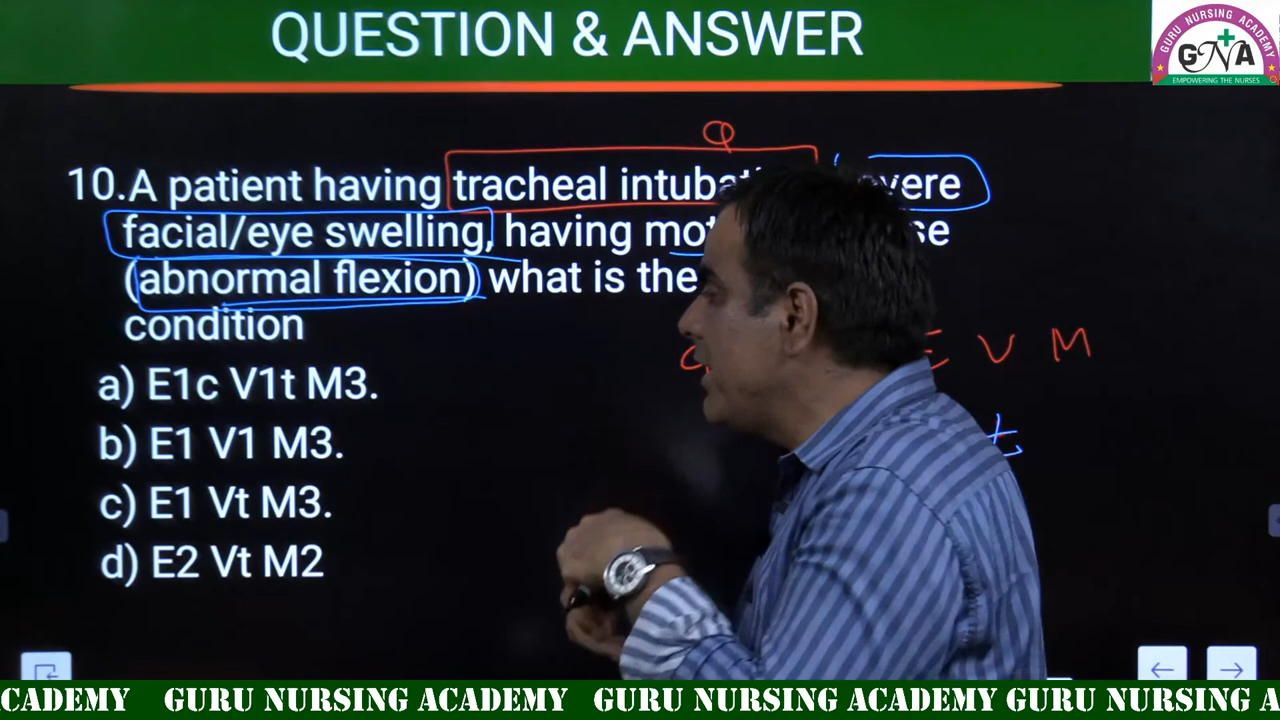 QUESTION & ANSWER
GURU NURSING ACADEMY
GNA
EMPOWERING THE NURSES
10.A patient having tracheal
facial/eye swelling, having
(abnormal flexion) what is the
condition
E V M
a) E1c V1t M3.
t
b) E1 V1 M3.
c) E1 Vt M3.
d) E2 Vt M2
CADEMY GURU NURSING ACADEMY GURU NURSING ACADEMY GURU NURSING A